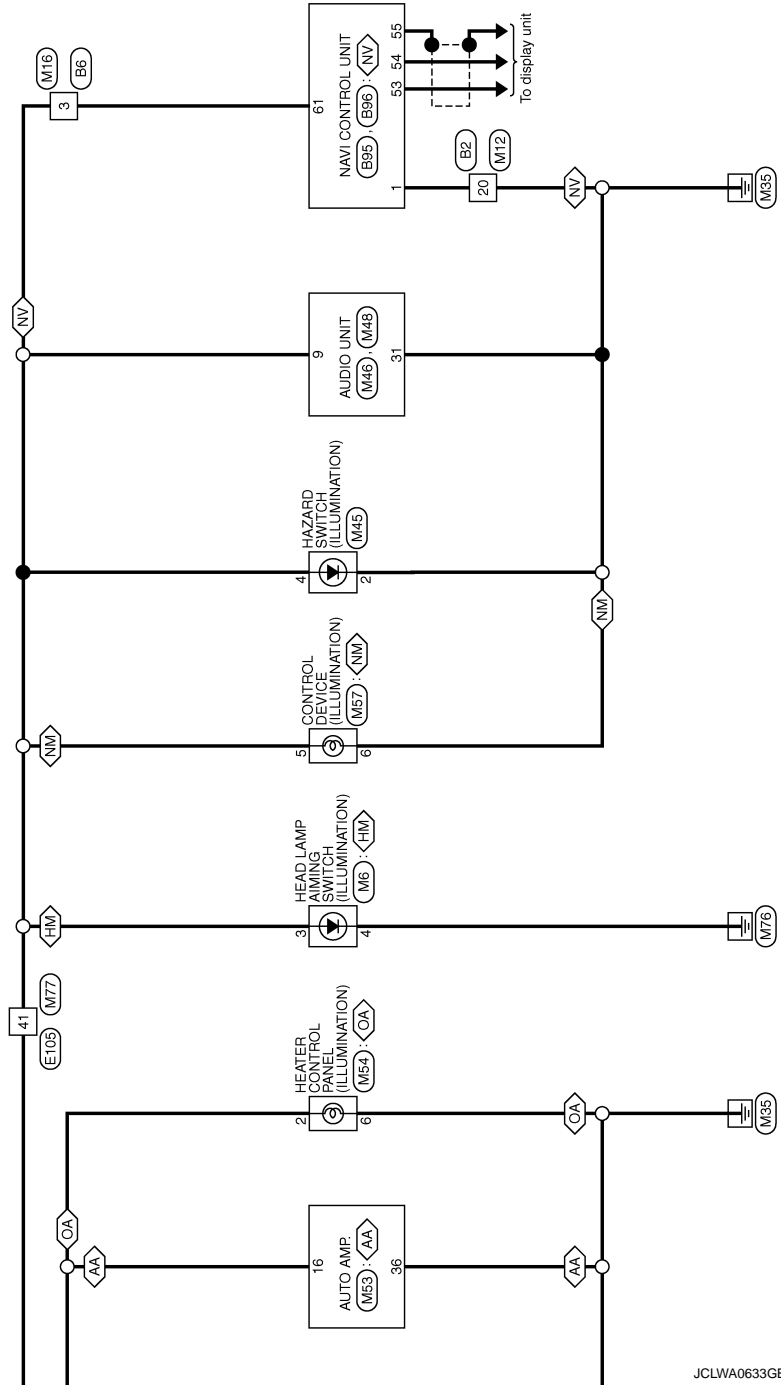 M16
B6
3
NV
61
NAVI CONTROL UNIT
B95 , B96 : NV
1
53
54
55
To display unit
B2
M12
20
NV
M35
9
AUDIO UNIT
M46 , M48
31
4
HAZARD
SWITCH
(ILLUMINATION)
M45
2
NM
NM
5
CONTROL
DEVICE
(ILLUMINATION)
M57 : NM
6
HM
3
HEAD LAMP
AIMING
SWITCH
(ILLUMINATION)
M6 : HM
4
M76
41
M77
E105
2
HEATER
CONTROL
PANEL
(ILLUMINATION)
M54 : OA
6
OA
M35
OA
AA
16
AUTO AMP.
M53 : AA
36
AA
JCLWA0633GE